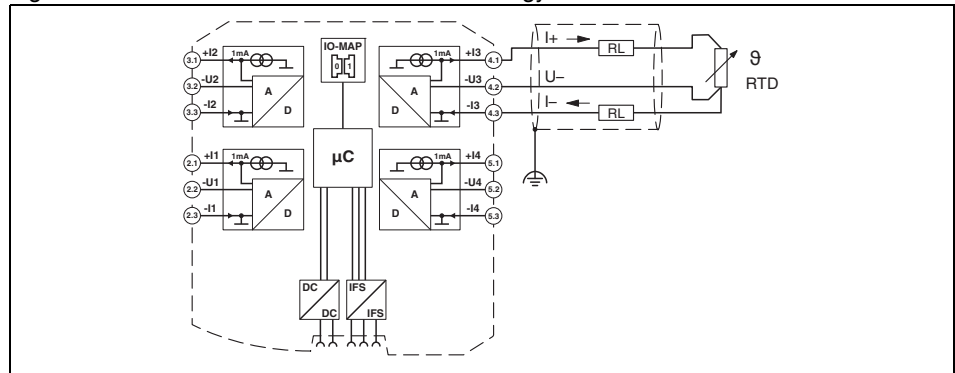 3.1 +I2 1mA
3.2 -U2
3.3 -I2
A
D
IO-MAP
0 1
1mA +I3 4.1
-U3 4.2
-I3 4.3
A
D
I+ RL
U–
I– RL
ϑ
RTD
µC
2.1 +I1 1mA
2.2 -U1
2.3 -I1
A
D
1mA +I4 5.1
-U4 5.2
-I4 5.3
A
D
DC
DC
IFS
IFS